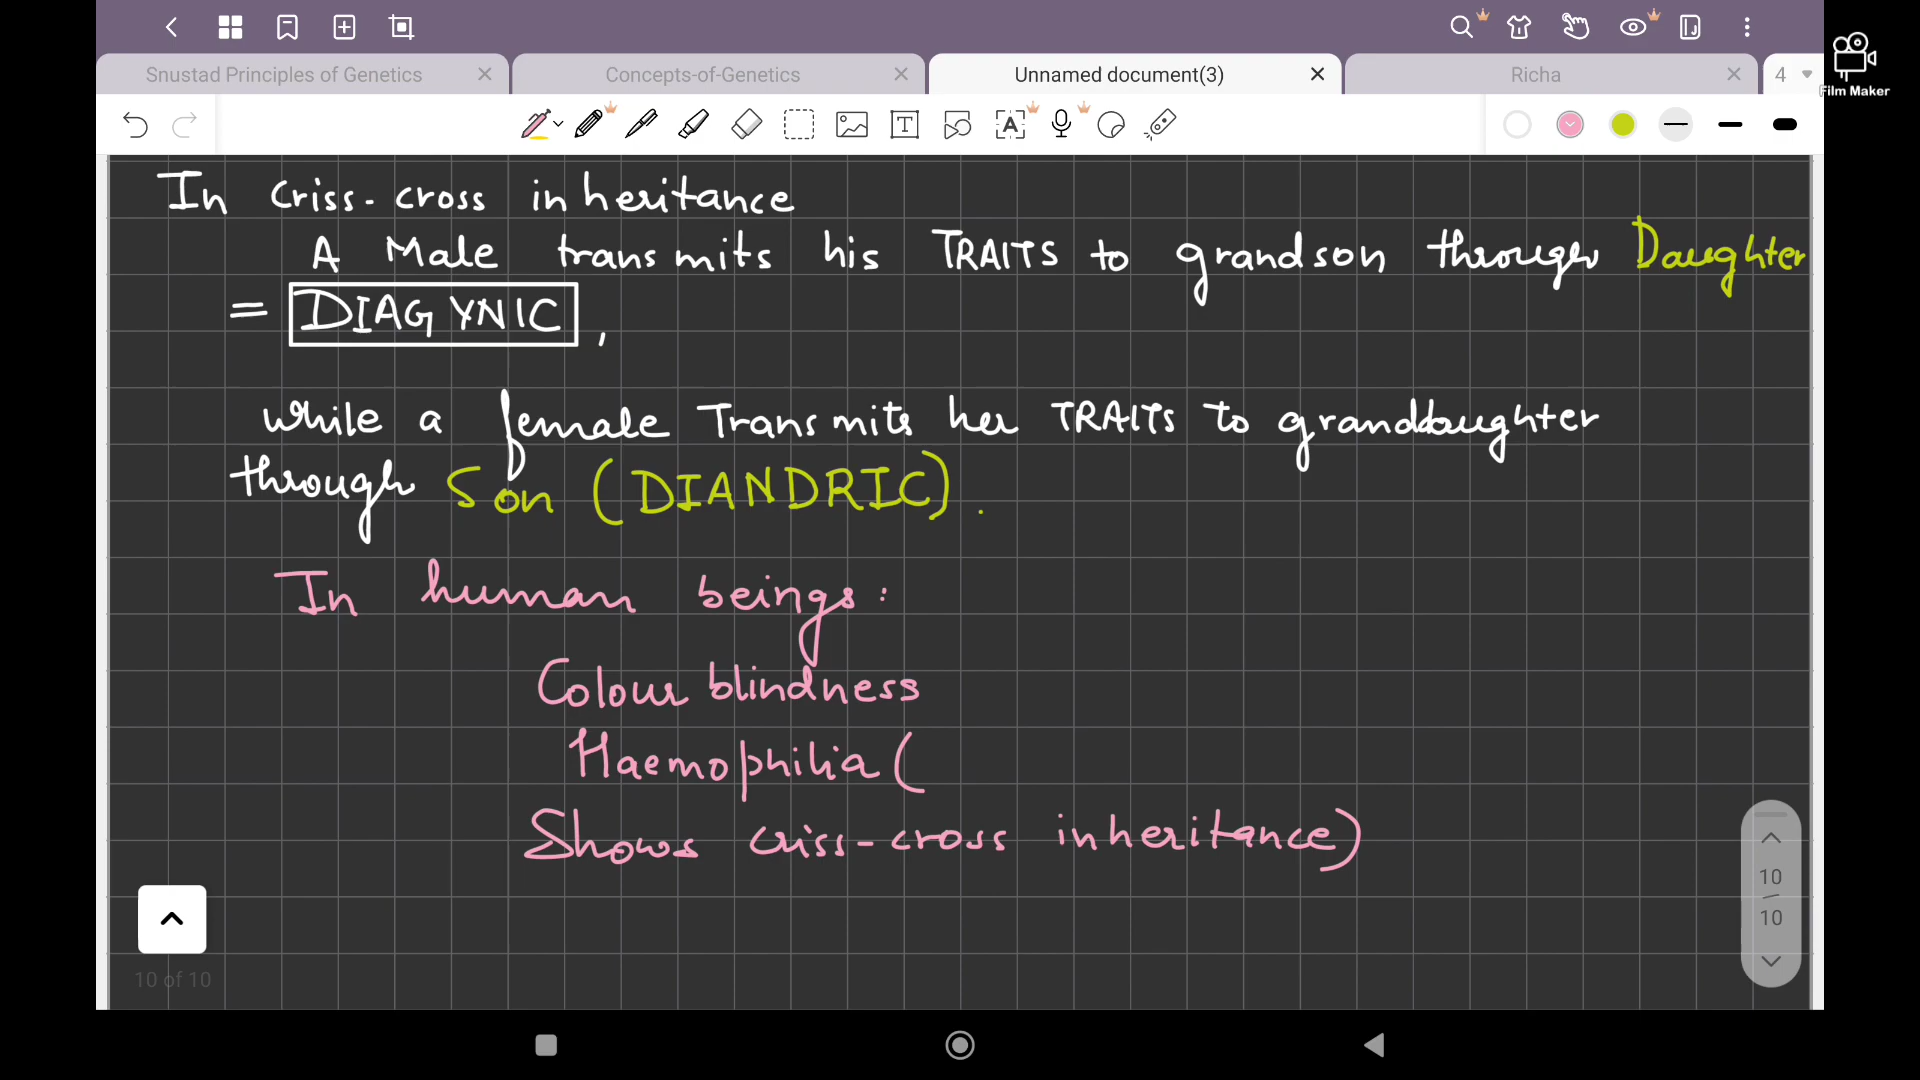 Snustad Principles of Genetics
Concepts-of-Genetics
Unnamed document(3)
Richa
4
Film Maker
In Criss-cross inheritance
A Male transmits his TRAITS to grandson through Daughter
= DIAGYNIC,
while a female Transmits her TRAITS to granddaughter
through Son (DIANDRIC).
In human beings:
Colour blindness
Haemophilia (
Shows criss-cross inheritance)
10
10
10 of 10